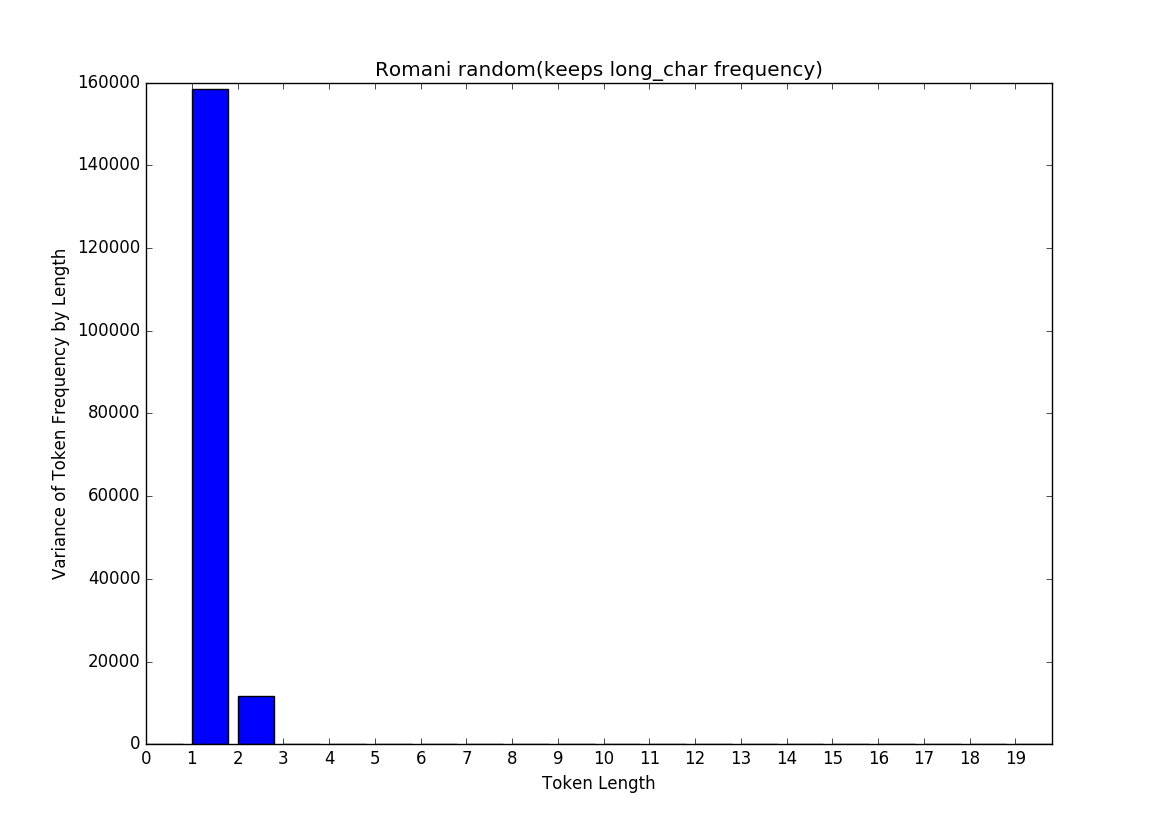 Romani random(keeps long_char frequency)
160000
140000
120000
100000
80000
60000
40000
20000
0
Variance of Token Frequency by Length
0 1 2 3 4 5 6 7 8 9 10 11 12 13 14 15 16 17 18 19
Token Length